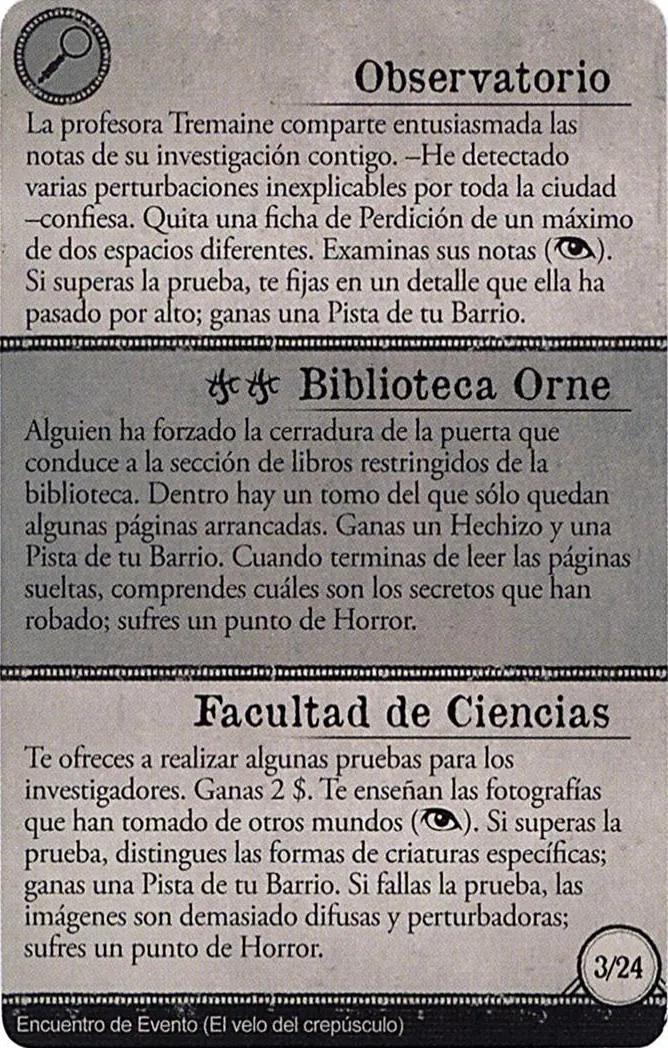 Observatorio
La profesora Tremaine comparte entusiasmada las
notas de su investigación contigo. –He detectado
varias perturbaciones inexplicables por toda la ciudad
–confiesa. Quita una ficha de Perdición de un máximo
de dos espacios diferentes. Examinas sus notas ( ).
Si superas la prueba, te fijas en un detalle que ella ha
pasado por alto; ganas una Pista de tu Barrio.
Biblioteca Orne
Alguien ha forzado la cerradura de la puerta que
conduce a la sección de libros restringidos de la
biblioteca. Dentro hay un tomo del que sólo quedan
algunas páginas arrancadas. Ganas un Hechizo y una
Pista de tu Barrio. Cuando terminas de leer las páginas
sueltas, comprendes cuáles son los secretos que han
robado; sufres un punto de Horror.
Facultad de Ciencias
Te ofreces a realizar algunas pruebas para los
investigadores. Ganas 2 $. Te enseñan las fotografías
que han tomado de otros mundos ( ). Si superas la
prueba, distingues las formas de criaturas específicas;
ganas una Pista de tu Barrio. Si fallas la prueba, las
imágenes son demasiado difusas y perturbadoras;
sufres un punto de Horror.
3/24
Encuentro de Evento (El velo del crepúsculo)